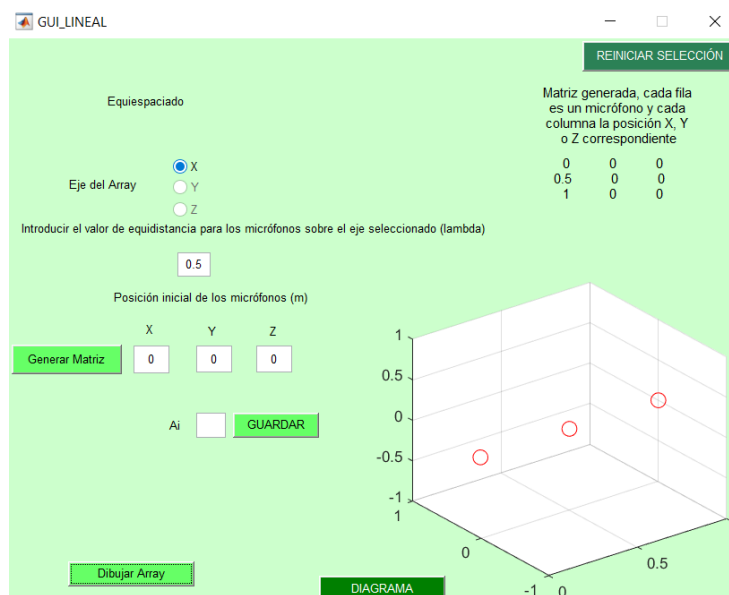 GUI_LINEAL
REINICIAR SELECCIÓN
Equiespaciado
Matriz generada, cada fila
es un micrófono y cada
columna la posición X, Y
o Z correspondiente
0 0 0
0.5 0 0
1 0 0
Eje del Array
X
Y
Z
Introducir el valor de equidistancia para los micrófonos sobre el eje seleccionado (lambda)
0.5
Posición inicial de los micrófonos (m)
X Y Z
Generar Matriz 0 0 0
Ai GUARDAR
1
0.5
0
-0.5
-1
1
0
-1
0
0.5
Dibujar Array
DIAGRAMA